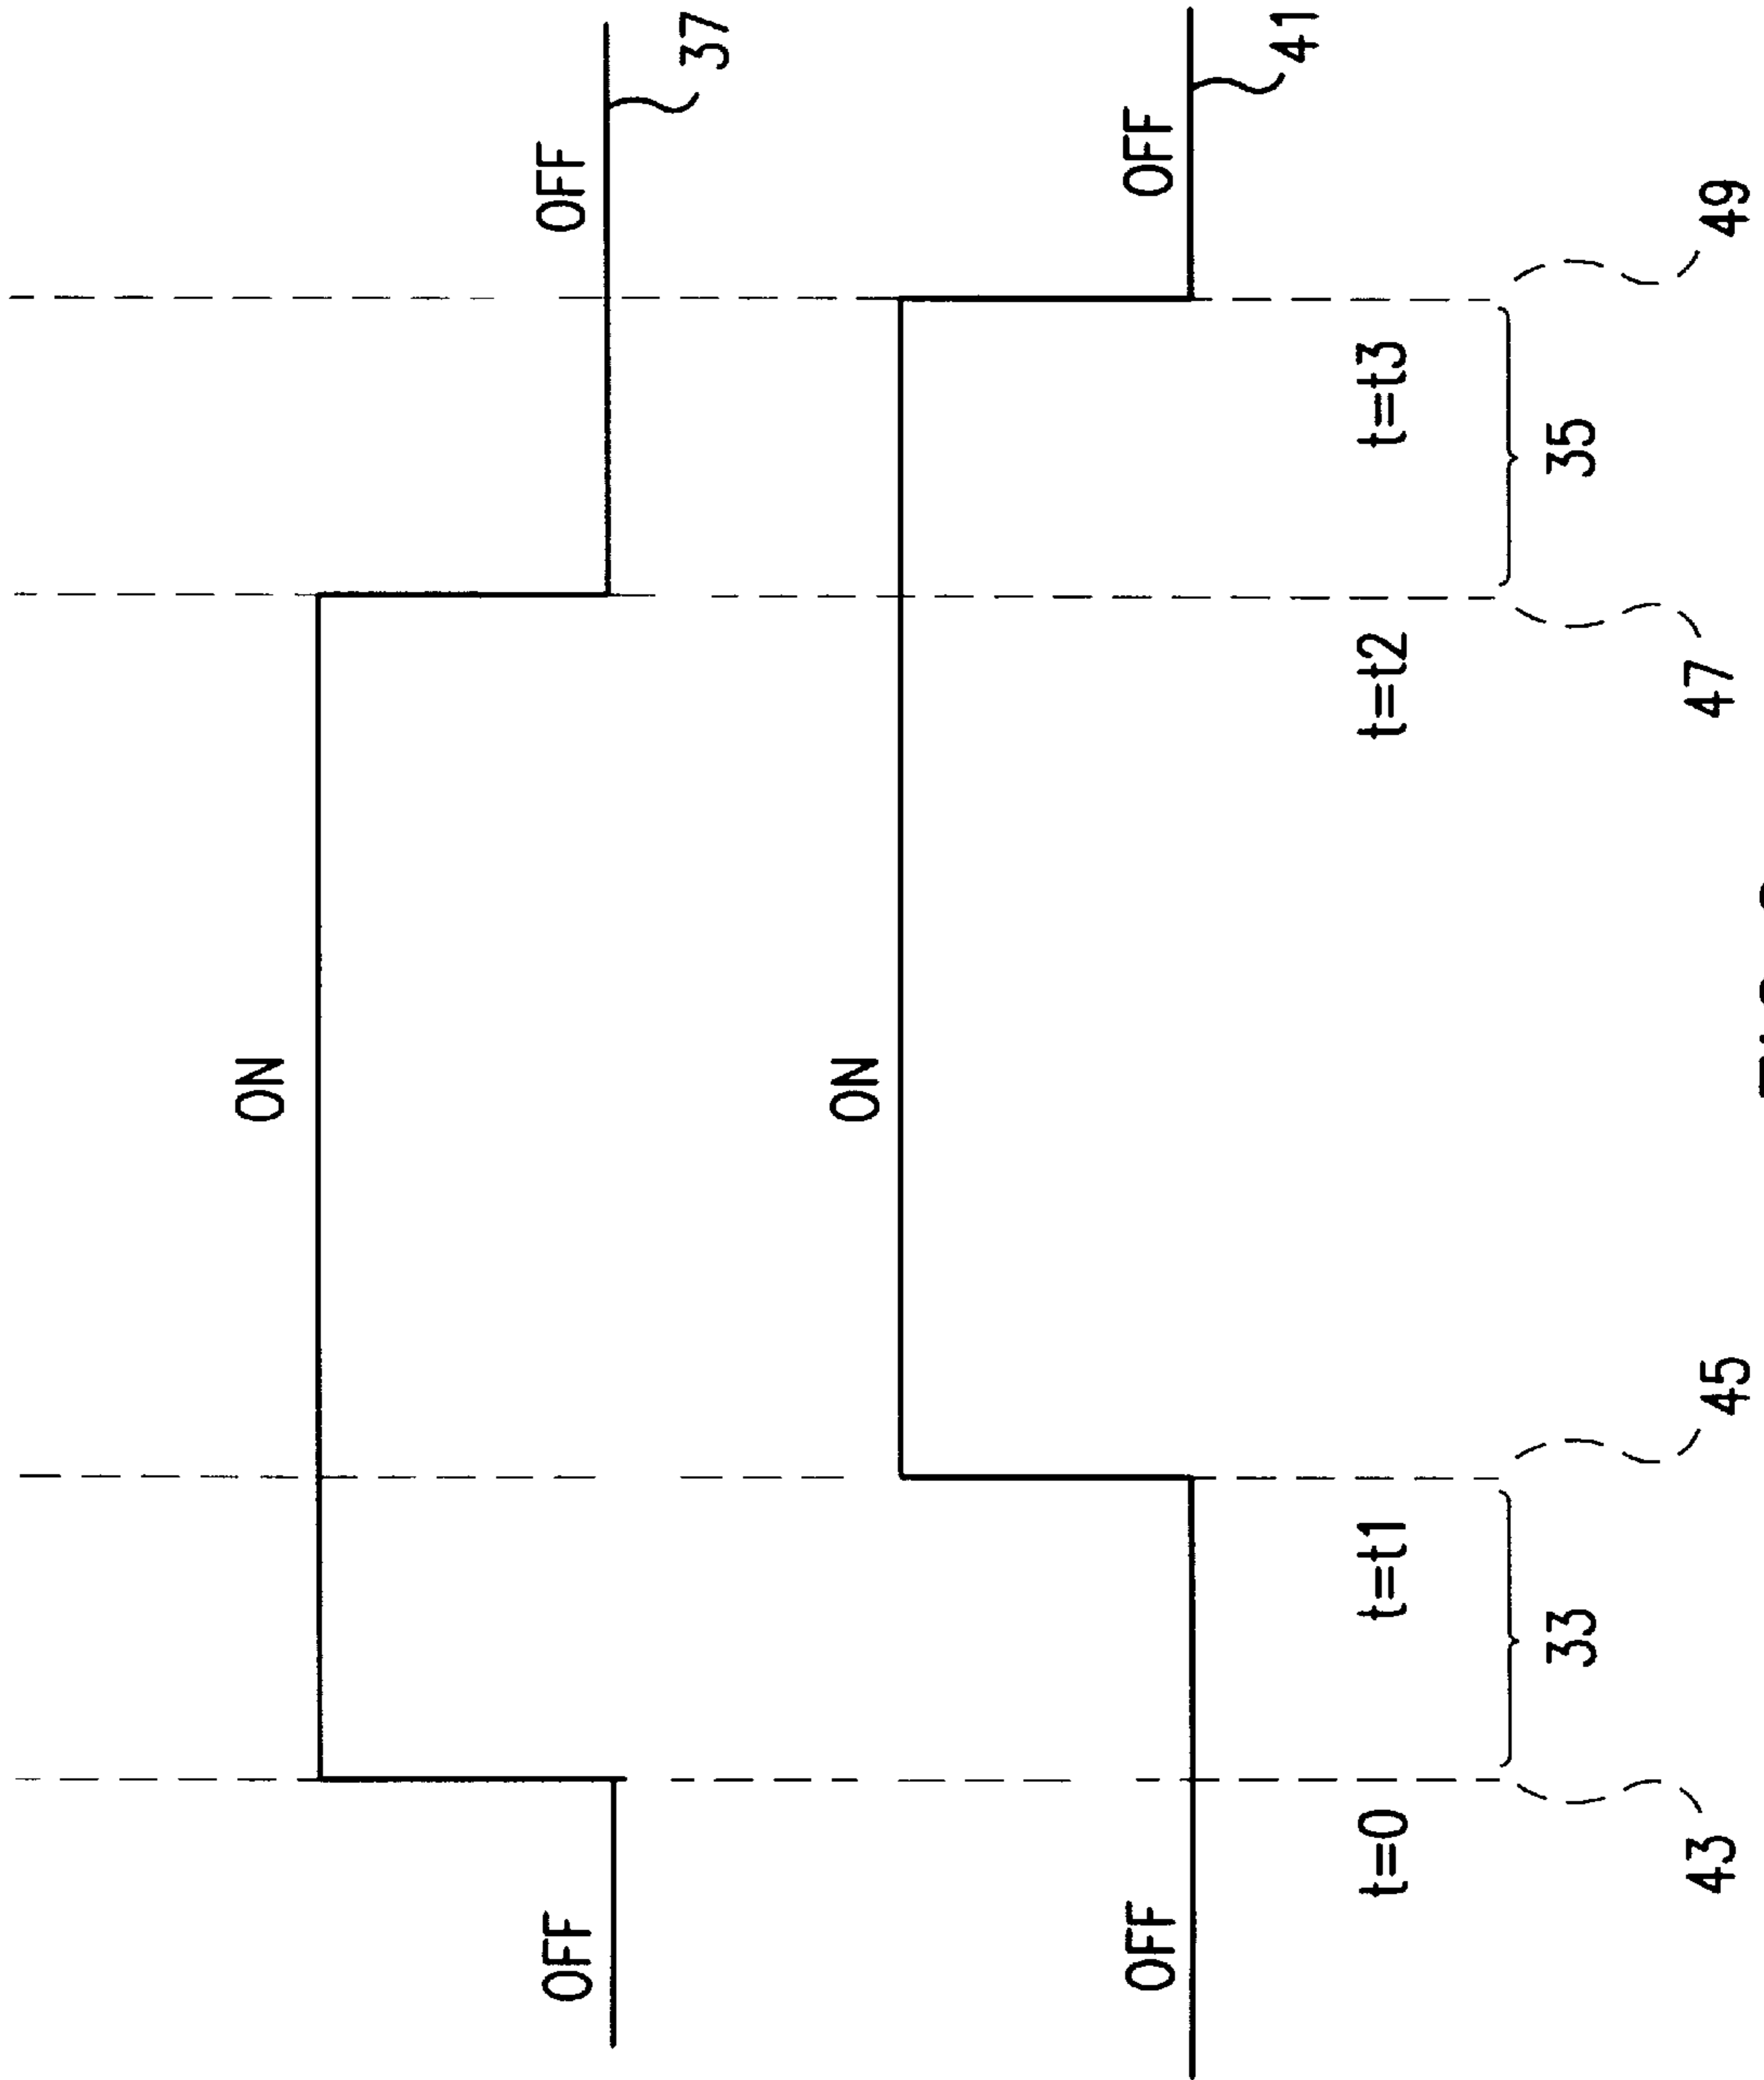 ON
OFF OFF
37
ON
OFF OFF
41
t=0 t=t1 t=t2 t=t3
33 35
43 45 47 49